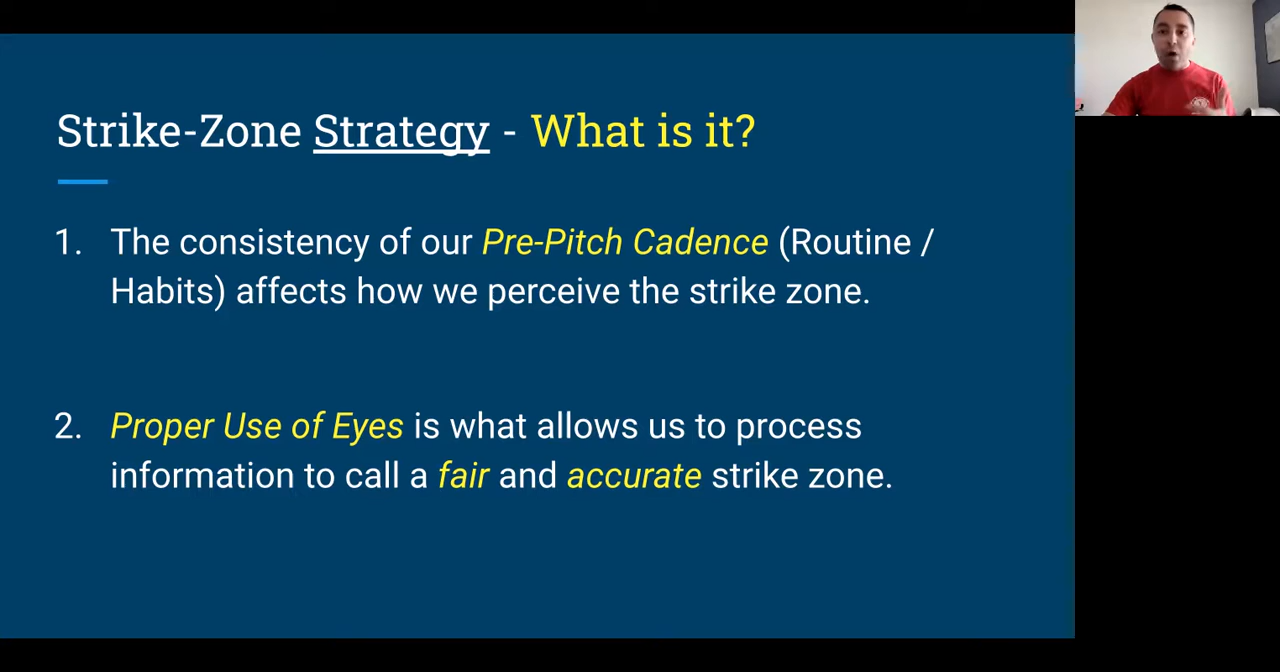 Strike-Zone Strategy - What is it?
1. The consistency of our Pre-Pitch Cadence (Routine /
Habits) affects how we perceive the strike zone.
2. Proper Use of Eyes is what allows us to process
information to call a fair and accurate strike zone.